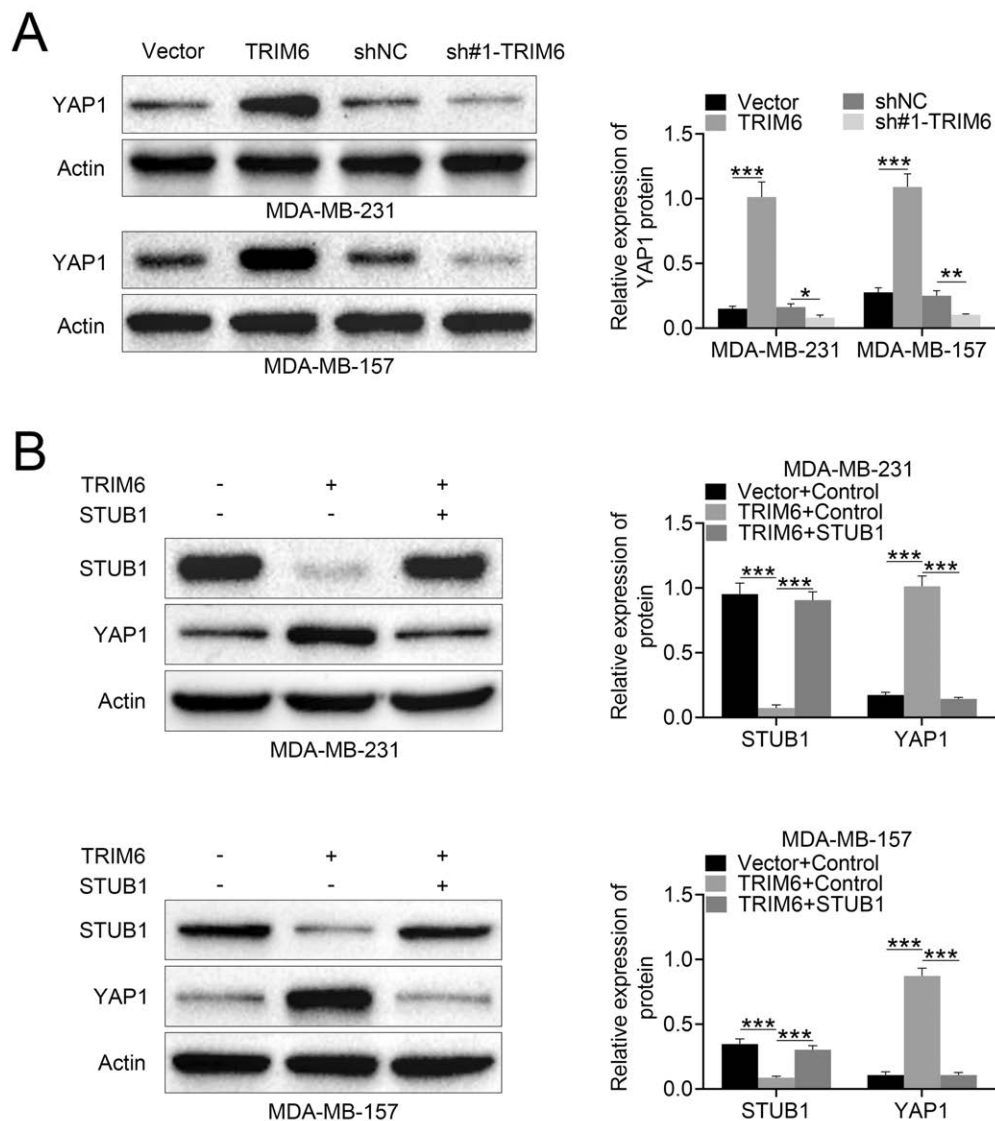 A
Vector TRIM6 shNC sh#1-TRIM6
YAP1
Actin
MDA-MB-231
YAP1
Actin
MDA-MB-157
Vector shNC
TRIM6 sh#1-TRIM6
Relative expression of
YAP1 protein
1.5
1.0
0.5
0.0
*** * *** **
MDA-MB-231 MDA-MB-157
B
TRIM6 - + +
STUB1 - - +
STUB1
YAP1
Actin
MDA-MB-231
MDA-MB-231
Vector+Control
TRIM6+Control
TRIM6+STUB1
Relative expression of
protein
1.5
1.0
0.5
0.0
*** *** *** ***
STUB1 YAP1
TRIM6 - + +
STUB1 - - +
STUB1
YAP1
Actin
MDA-MB-157
MDA-MB-157
Vector+Control
TRIM6+Control
TRIM6+STUB1
Relative expression of
protein
1.5
1.0
0.5
0.0
*** *** *** ***
STUB1 YAP1